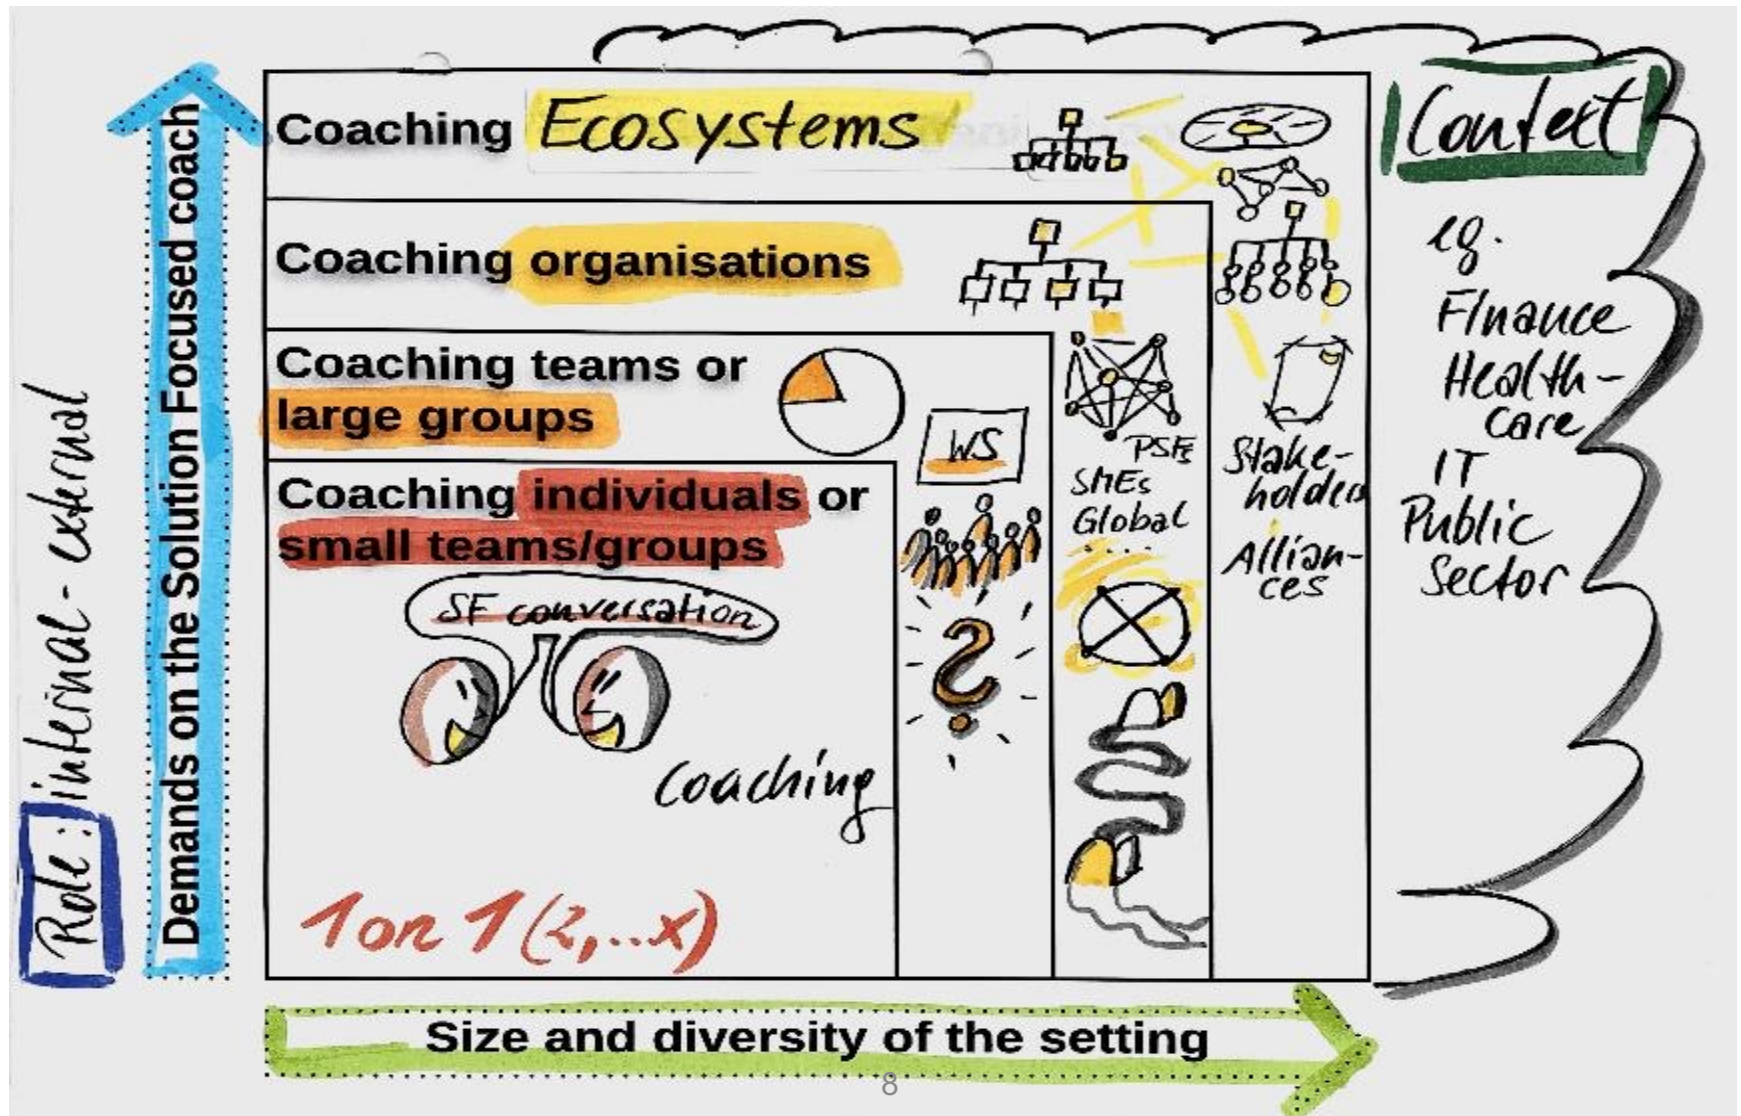 Role: internal - external
Demands on the Solution Focused coach
Coaching Ecosystems
Coaching organisations
Coaching teams or
large groups
Coaching individuals or
small teams/groups
SF conversation
coaching
1 on 1 (2,...x)
WS
PSFs
SMEs
Global
....
Stake-
holder
Allian-
ces
Context
eg.
Finance
Health-
care
IT
Public
Sector
Size and diversity of the setting
8